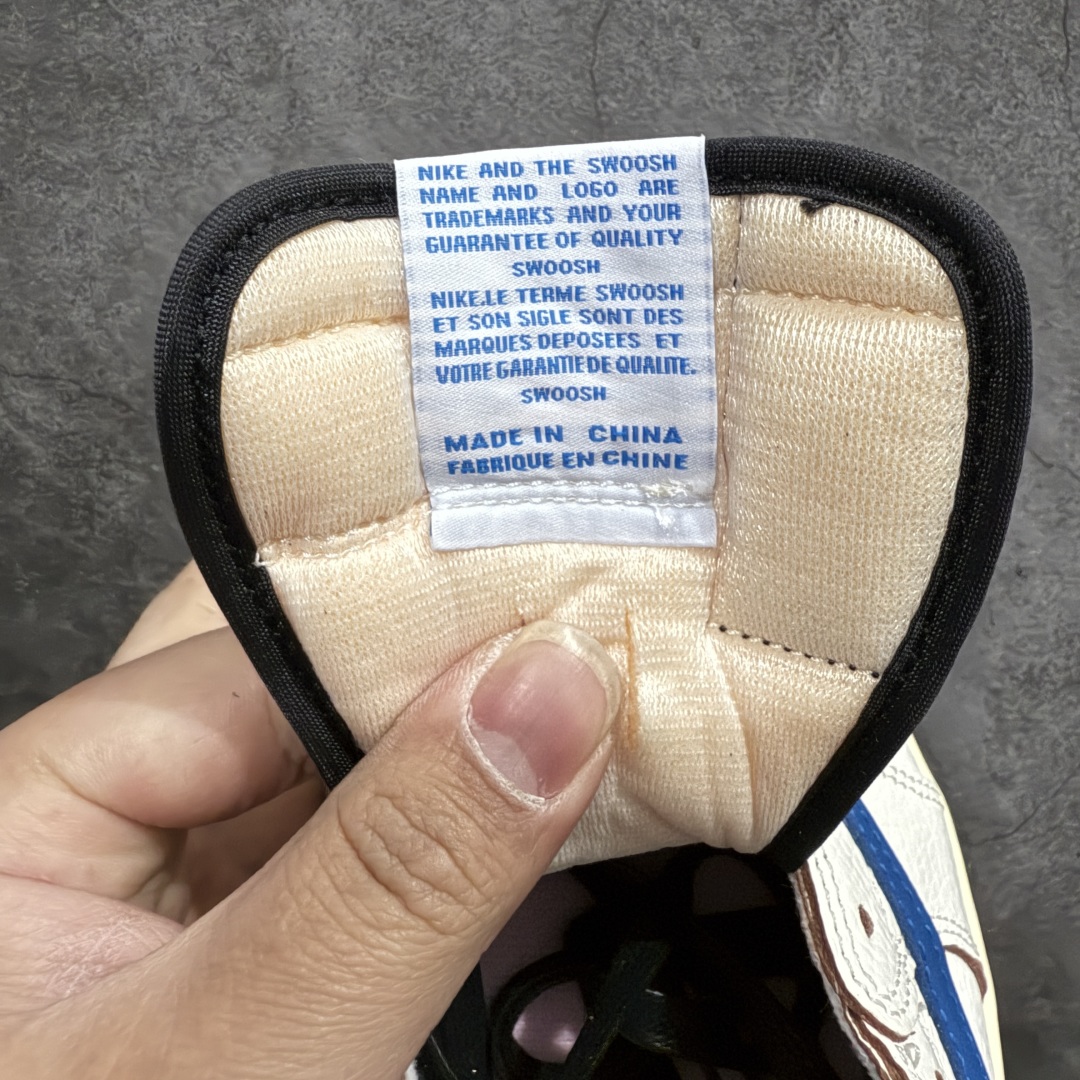 NIKE AND THE SWOOSH
NAME AND LOGO ARE
TRADEMARKS AND YOUR
GUARANTEE OF QUALITY
SWOOSH
NIKE.LE TERME SWOOSH
ET SON SIGLE SONT DES
MARQUES DEPOSEES ET
VOTRE GARANTIE DE QUALITE.
SWOOSH
MADE IN CHINA
FABRIQUE EN CHINE